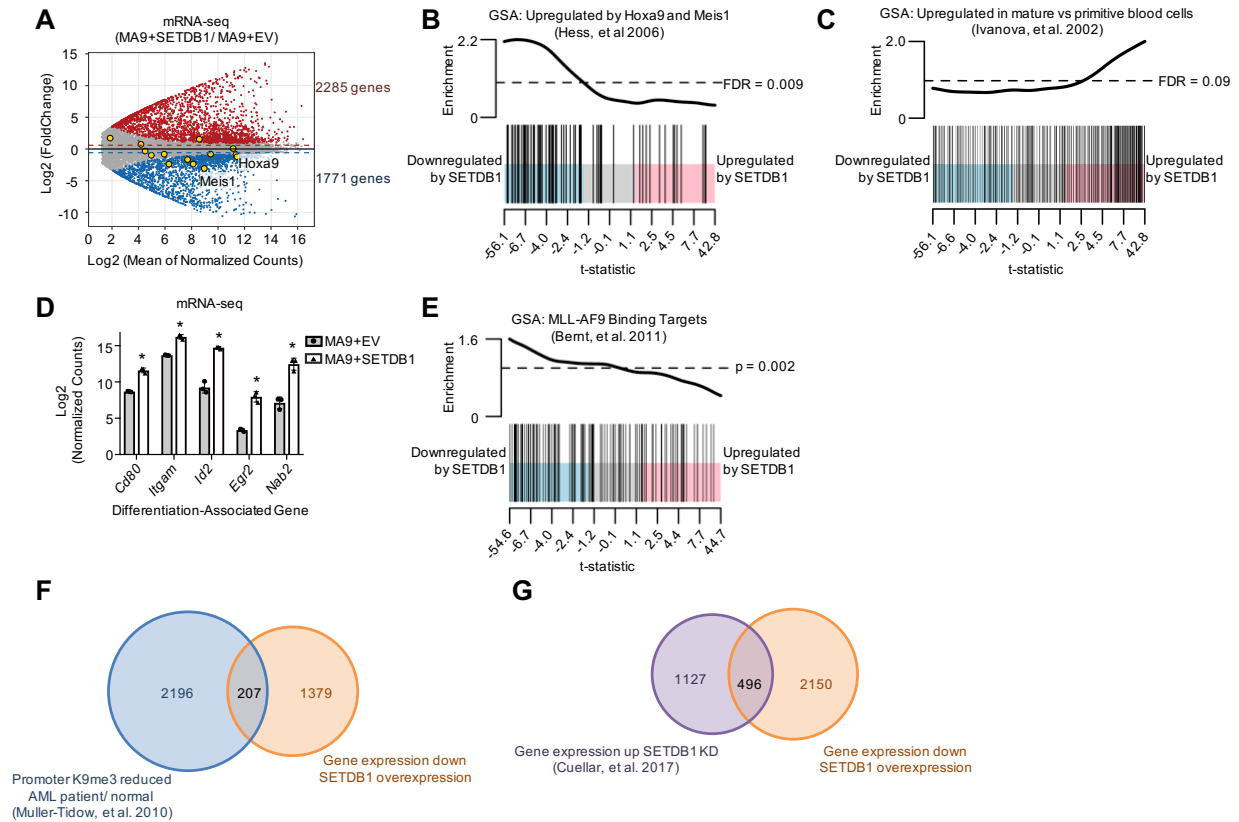 A
mRNA-seq
(MA9+SETDB1/ MA9+EV)
Log2 (FoldChange)
15
10
5
0
-5
-10
2285 genes
1771 genes
Hoxa9
Meis1
0 2 4 6 8 10 12 14 16
Log2 (Mean of Normalized Counts)
B
GSA: Upregulated by Hoxa9 and Meis1
(Hess, et al 2006)
Enrichment
2.2
0
FDR = 0.009
Downregulated
by SETDB1
Upregulated
by SETDB1
-56.1 -6.7 -4.0 -2.4 -1.2 -0.1 1.1 2.5 4.5 7.7 42.8
t-statistic
C
GSA: Upregulated in mature vs primitive blood cells
(Ivanova, et al. 2002)
Enrichment
2.0
0
FDR = 0.09
Downregulated
by SETDB1
Upregulated
by SETDB1
-56.1 -6.6 -4.0 -2.4 -1.2 -0.1 1.1 2.5 4.5 7.7 42.8
t-statistic
D
mRNA-seq
Log2
(Normalized Counts)
15
10
5
0
* * * * *
MA9+EV
MA9+SETDB1
Cd80 Itgam Id2 Egr2 Nab2
Differentiation-Associated Gene
E
GSA: MLL-AF9 Binding Targets
(Bernt, et al. 2011)
Enrichment
1.6
0
p = 0.002
Downregulated
by SETDB1
Upregulated
by SETDB1
-54.6 -6.7 -4.0 -2.4 -1.2 -0.1 1.1 2.5 4.4 7.7 44.7
t-statistic
F
2196
207
1379
Promoter K9me3 reduced
AML patient/ normal
(Muller-Tidow, et al. 2010)
Gene expression down
SETDB1 overexpression
G
1127
496
2150
Gene expression up SETDB1 KD
(Cuellar, et al. 2017)
Gene expression down
SETDB1 overexpression